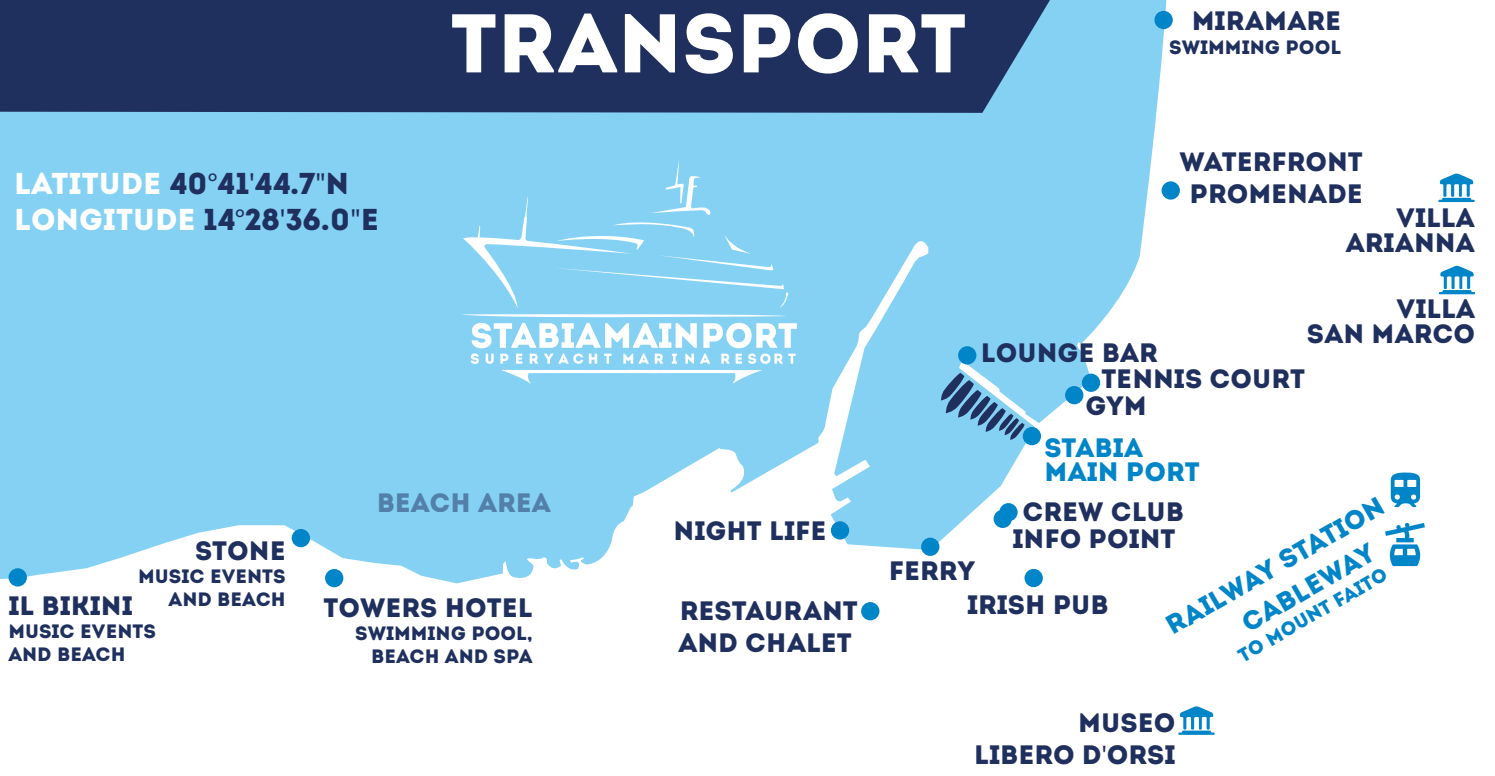 TRANSPORT
MIRAMARE
SWIMMING POOL
LATITUDE 40°41'44.7"N
LONGITUDE 14°28'36.0"E
WATERFRONT
PROMENADE
VILLA
ARIANNA
VILLA
SAN MARCO
STABIAMAINPORT
SUPERYACHT MARINA RESORT
LOUNGE BAR
TENNIS COURT
GYM
STABIA
MAIN PORT
BEACH AREA
NIGHT LIFE
CREW CLUB
INFO POINT
STONE
MUSIC EVENTS
AND BEACH
FERRY
IRISH PUB
RAILWAY STATION
CABLEWAY
TO MOUNT FAITO
IL BIKINI
MUSIC EVENTS
AND BEACH
TOWERS HOTEL
SWIMMING POOL,
BEACH AND SPA
RESTAURANT
AND CHALET
MUSEO
LIBERO D'ORSI